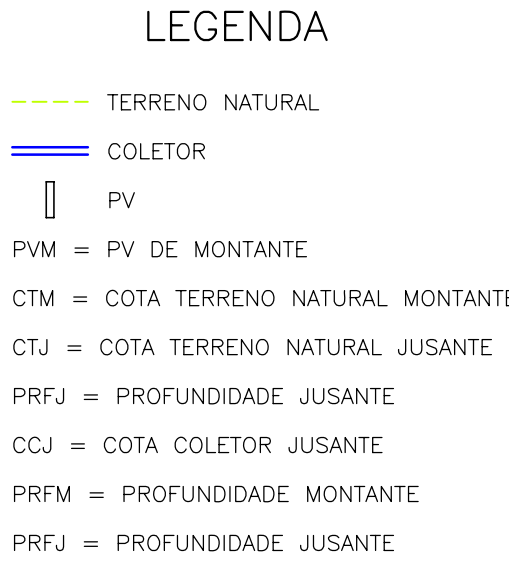 LEGENDA
TERRENO NATURAL
COLETOR
PV
PVM = PV DE MONTANTE
CTM = COTA TERRENO NATURAL MONTANTE
CTJ = COTA TERRENO NATURAL JUSANTE
PRFJ = PROFUNDIDADE JUSANTE
CCJ = COTA COLETOR JUSANTE
PRFM = PROFUNDIDADE MONTANTE
PRFJ = PROFUNDIDADE JUSANTE